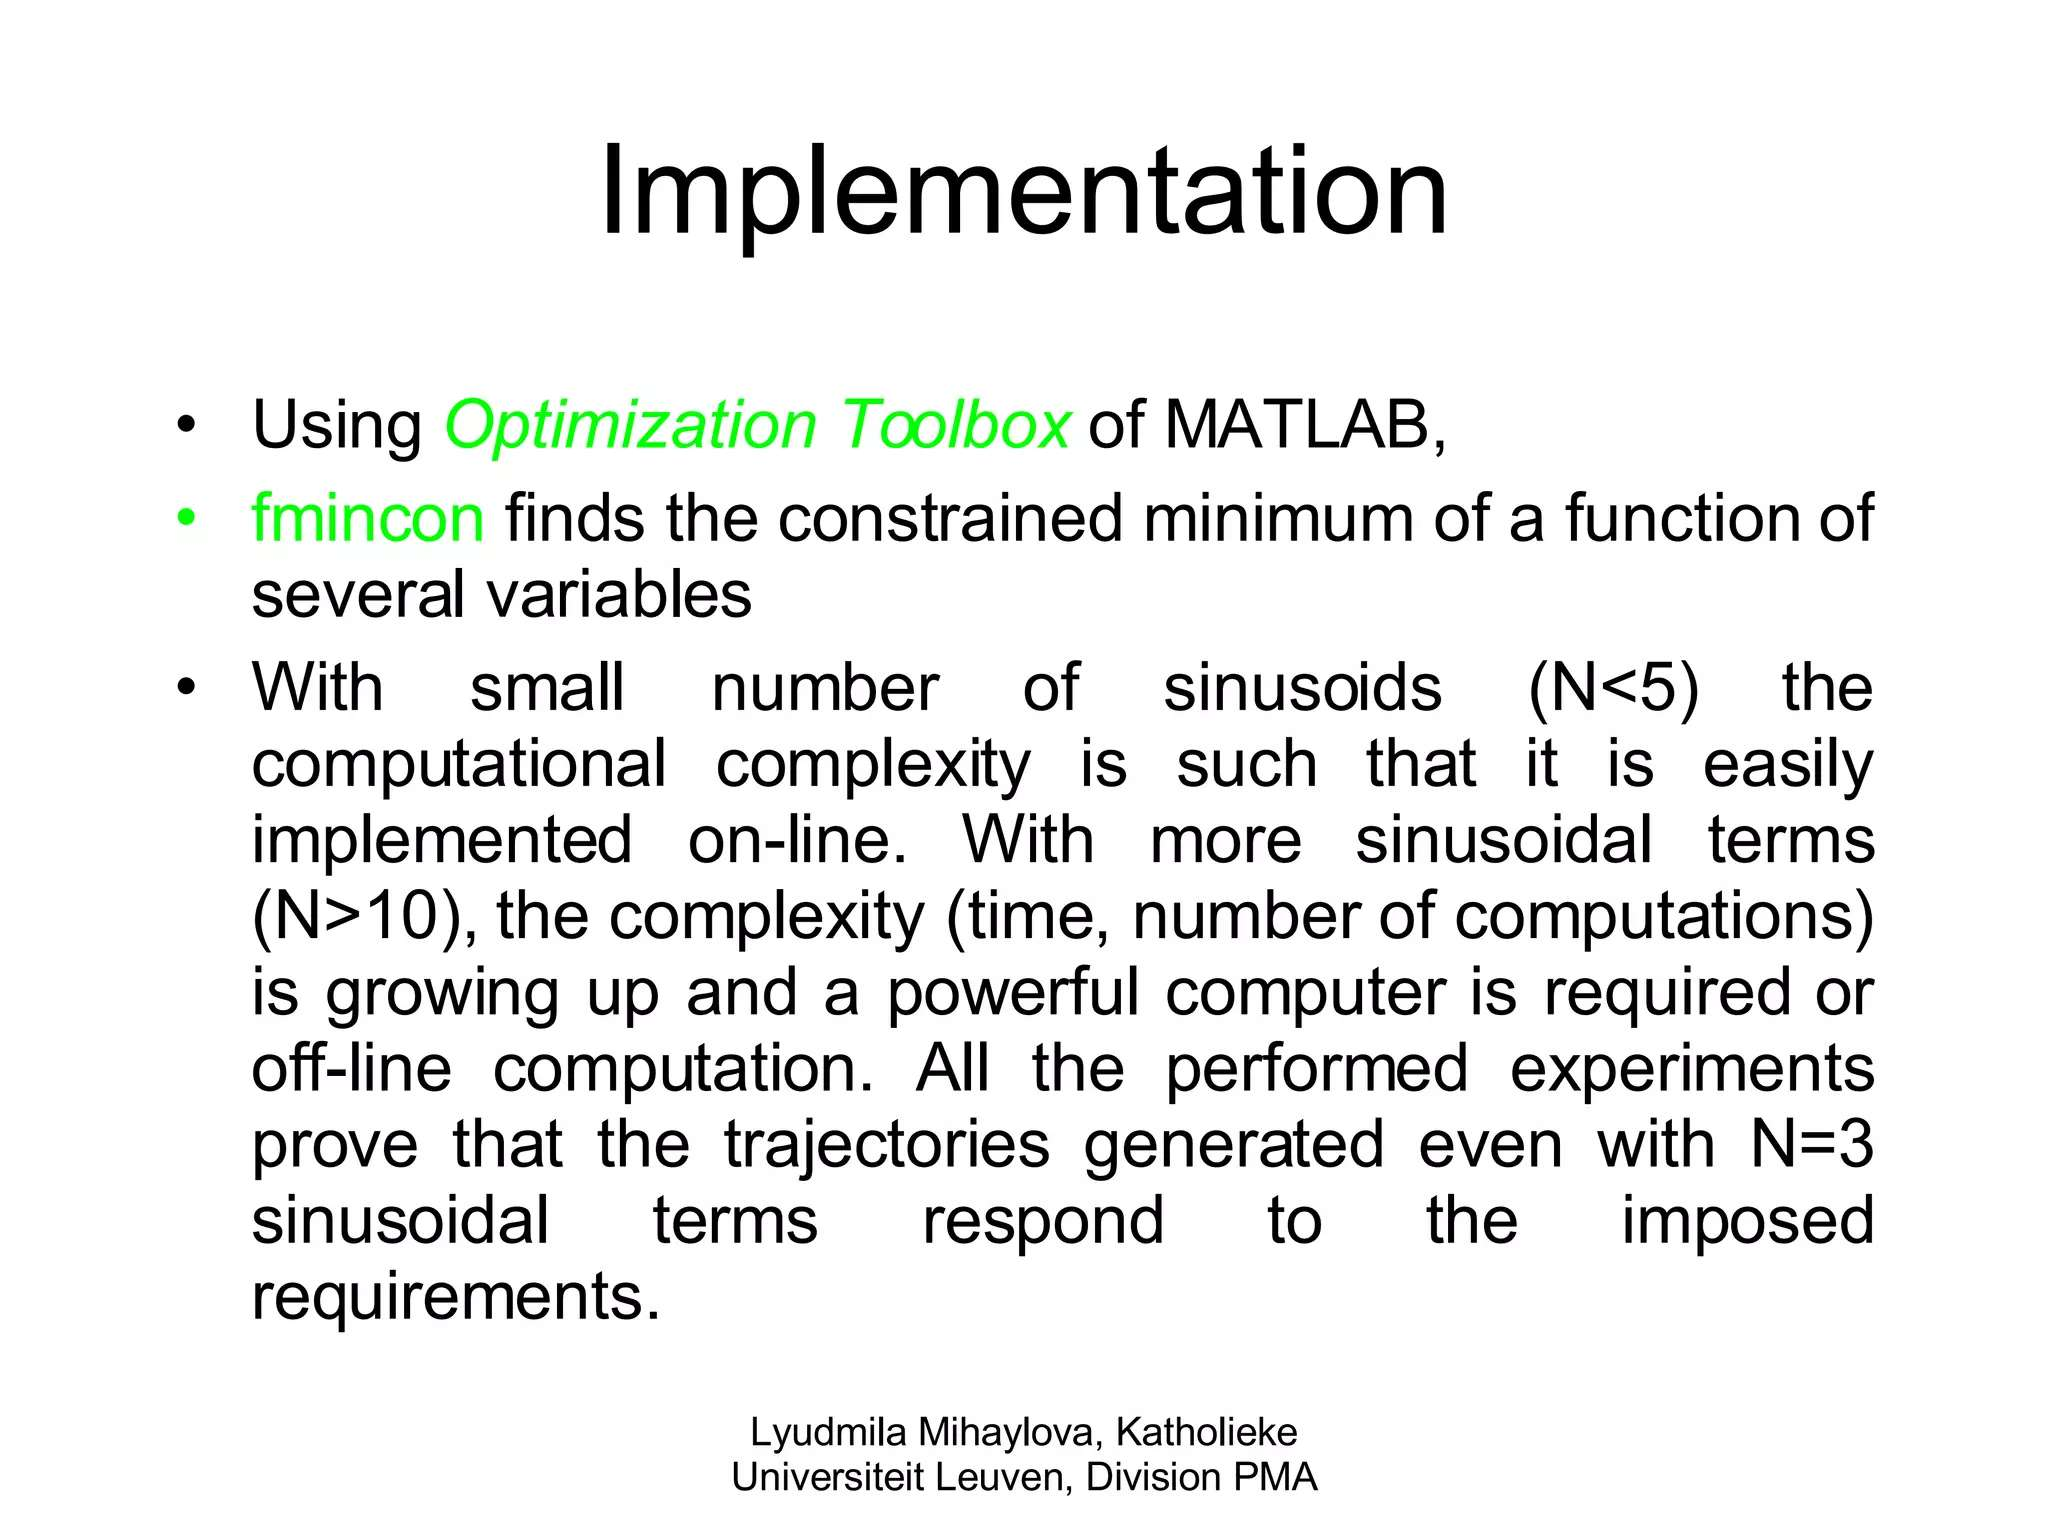 Implementation
• Using Optimization Toolbox of MATLAB,
• fmincon finds the constrained minimum of a function of
several variables
• With small number of sinusoids (N<5) the
computational complexity is such that it is easily
implemented on-line. With more sinusoidal terms
(N>10), the complexity (time, number of computations)
is growing up and a powerful computer is required or
off-line computation. All the performed experiments
prove that the trajectories generated even with N=3
sinusoidal terms respond to the imposed
requirements.
Lyudmila Mihaylova, Katholieke
Universiteit Leuven, Division PMA